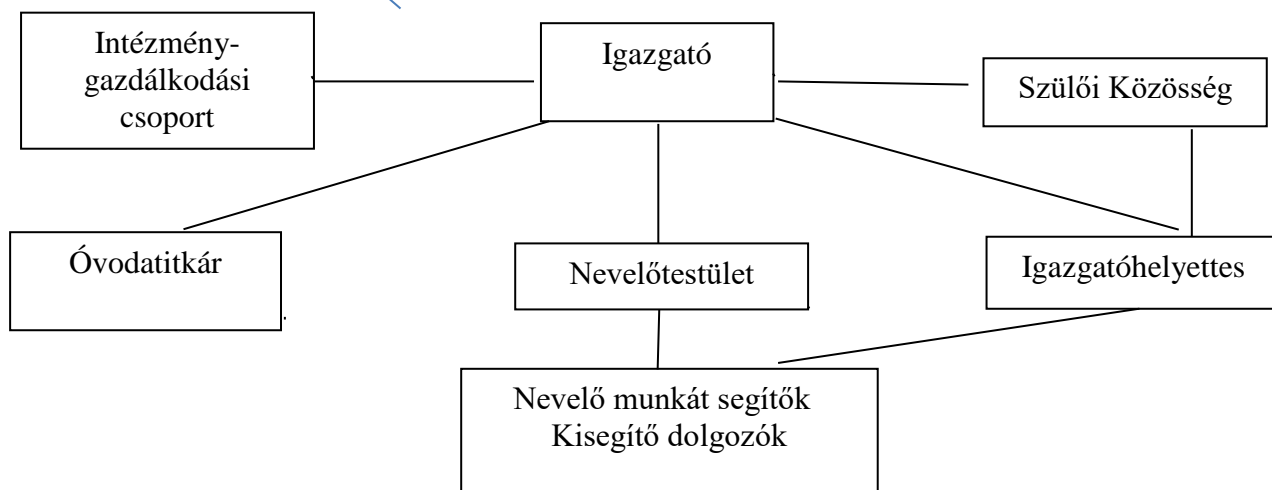 Intézmény-
gazdálkodási
csoport
Igazgató
Szülői Közösség
Óvodatitkár
Nevelőtestület
Igazgatóhelyettes
Nevelő munkát segítők
Kisegítő dolgozók